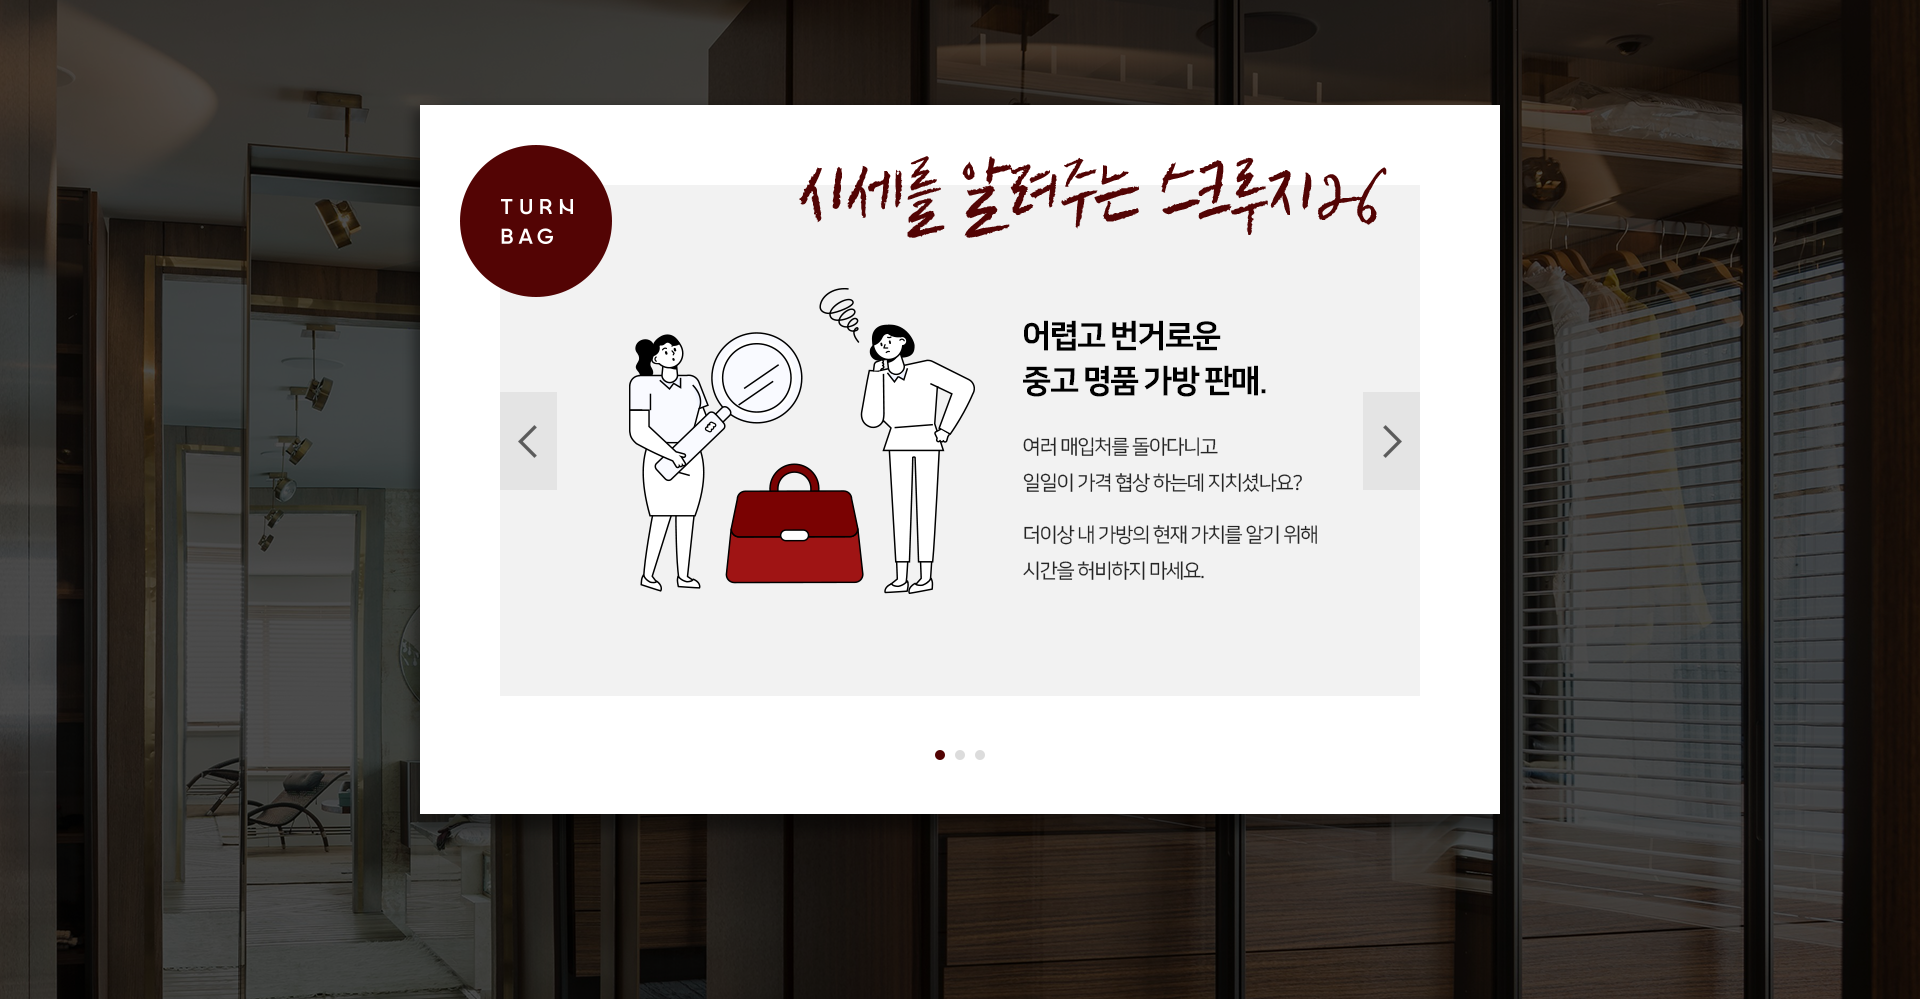 TURN
BAG
시세를 알려주는 스크루지26
어렵고 번거로운
중고 명품 가방 판매.
여러 매입처를 돌아다니고
일일이 가격 협상 하는데 지치셨나요?
더이상 내 가방의 현재 가치를 알기 위해
시간을 허비하지 마세요.